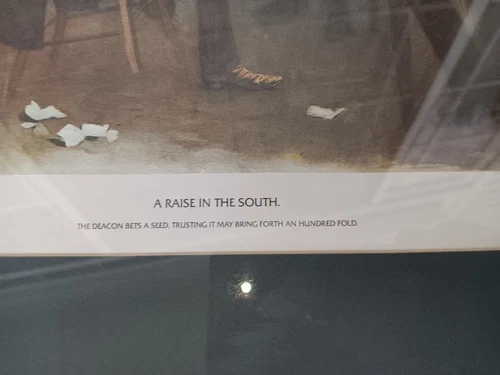 A RAISE IN THE SOUTH.
THE DEACON BETS A SEED, TRUSTING IT MAY BRING FORTH AN HUNDRED FOLD.